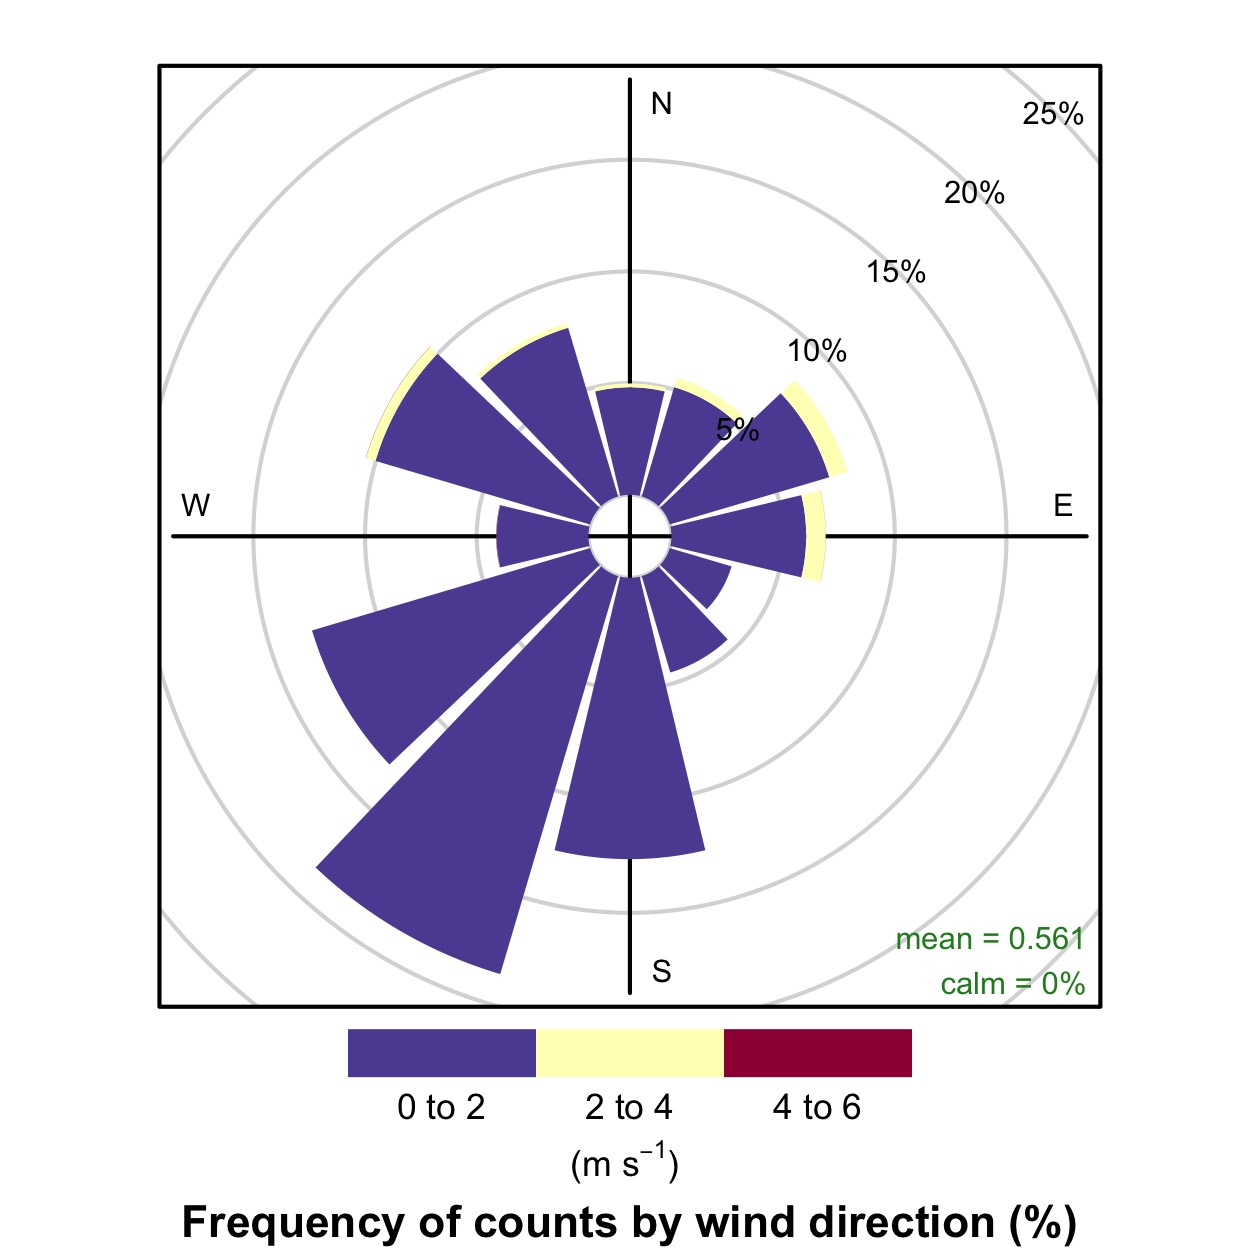 N
25%
20%
15%
10%
5%
W
E
S
mean = 0.561
calm = 0%
0 to 2
2 to 4
4 to 6
(m s⁻¹)
Frequency of counts by wind direction (%)